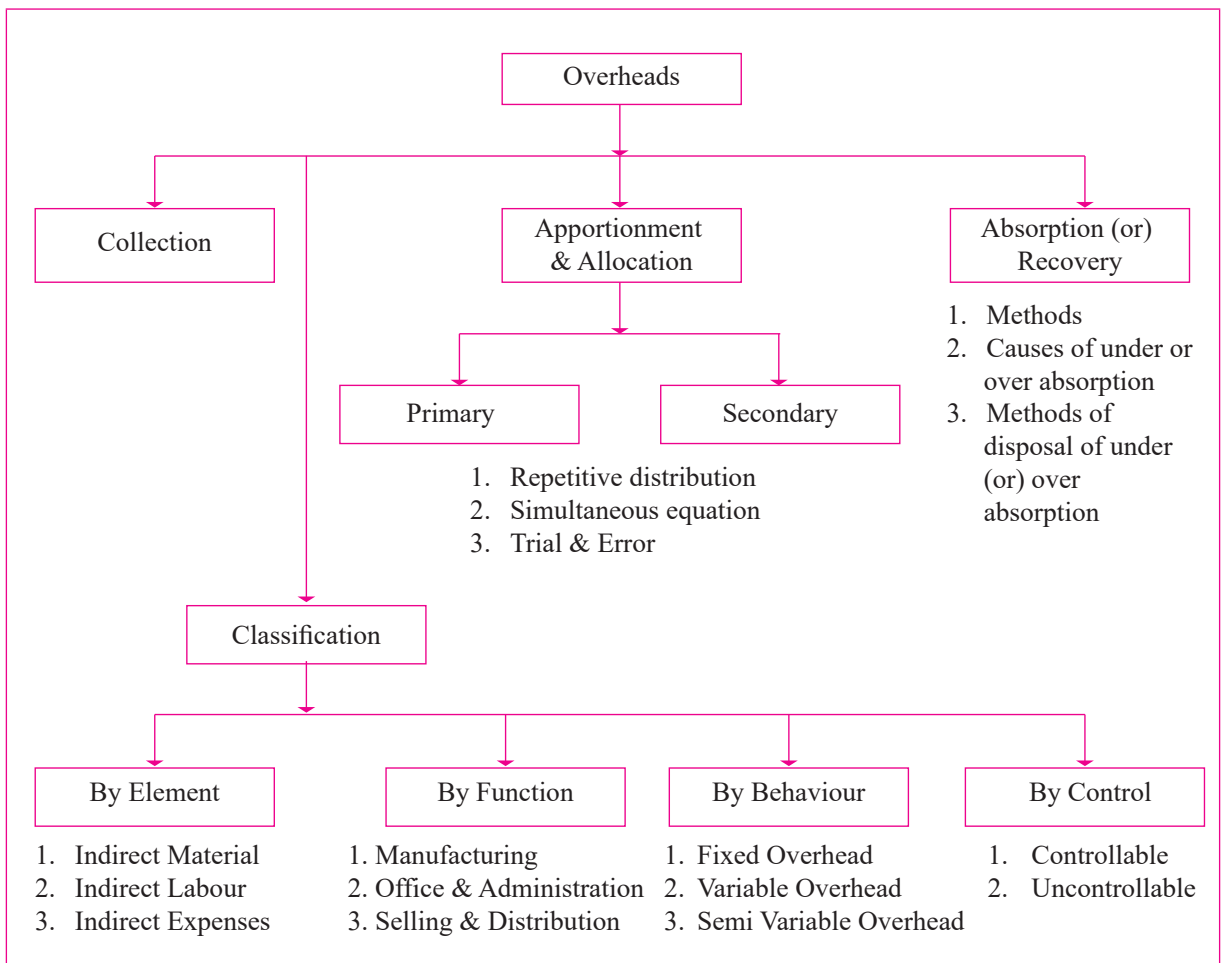 Overheads
Collection
Apportionment
& Allocation
Absorption (or)
Recovery
1. Methods
2. Causes of under or
over absorption
3. Methods of
disposal of under
(or) over
absorption
Primary
Secondary
1. Repetitive distribution
2. Simultaneous equation
3. Trial & Error
Classification
By Element
1. Indirect Material
2. Indirect Labour
3. Indirect Expenses
By Function
1. Manufacturing
2. Office & Administration
3. Selling & Distribution
By Behaviour
1. Fixed Overhead
2. Variable Overhead
3. Semi Variable Overhead
By Control
1. Controllable
2. Uncontrollable